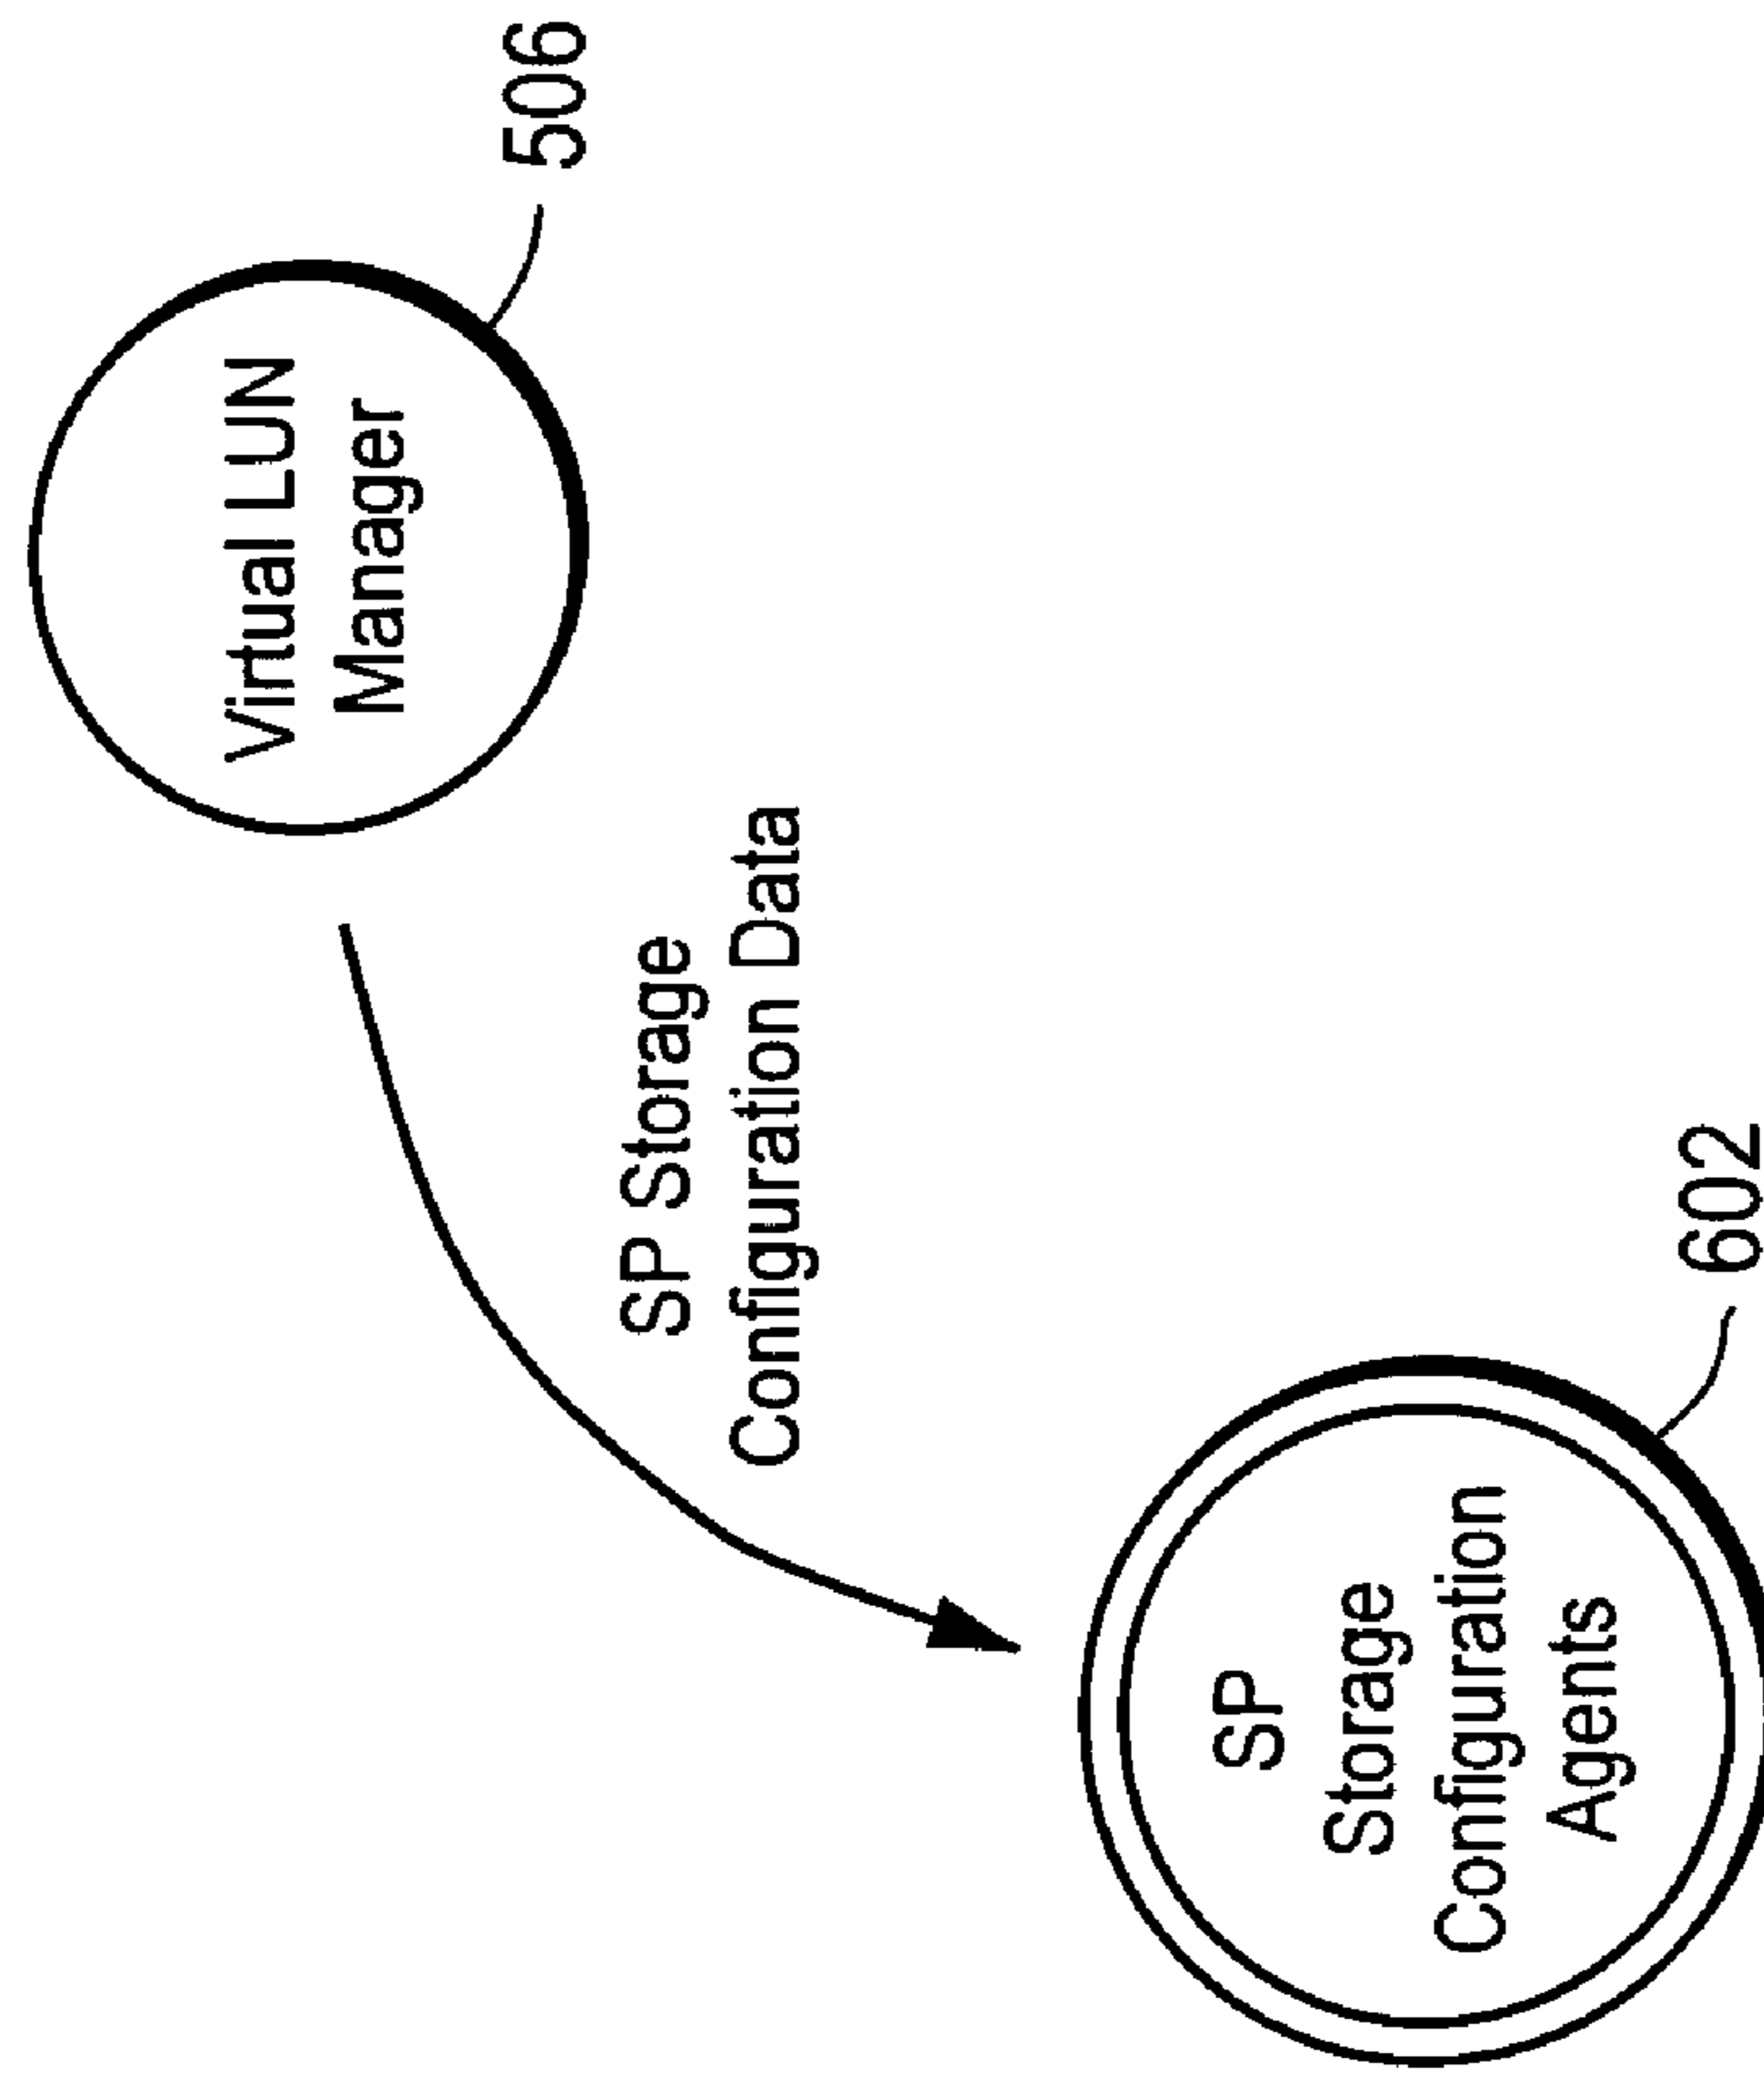 Virtual LUN
Manager
506
SP Storage
Configuration Data
SP
Storage
Configuration
Agents
602